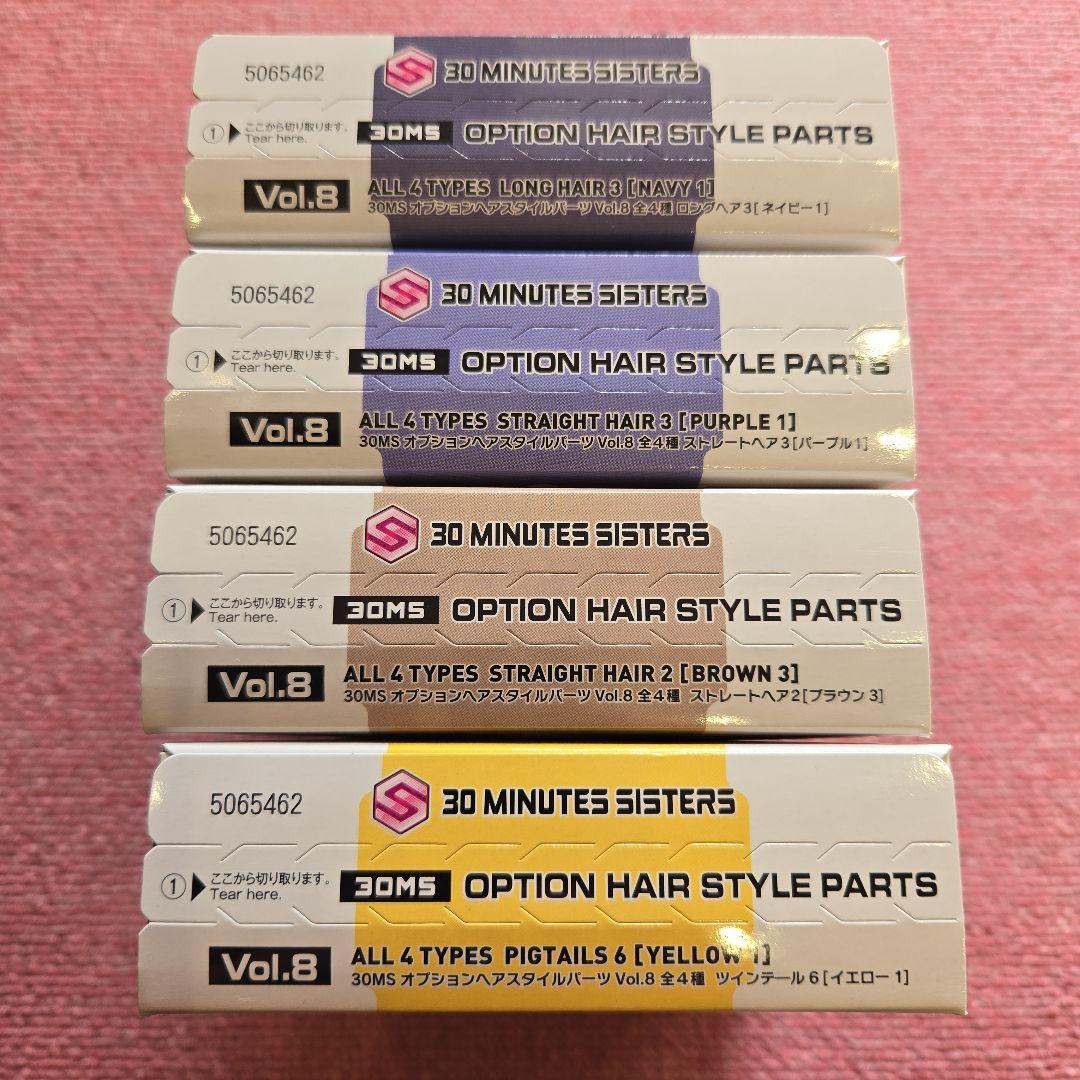 5065462
30 MINUTES SISTERS
① ▶ ここから切り取ります。
Tear here.
30MS OPTION HAIR STYLE PARTS
Vol.8
ALL 4 TYPES LONG HAIR 3 [NAVY 1]
30MS オプションヘアスタイルパーツ Vol.8 全4種 ロングヘア3[ネイビー1]
5065462
30 MINUTES SISTERS
① ▶ ここから切り取ります。
Tear here.
30MS OPTION HAIR STYLE PARTS
Vol.8
ALL 4 TYPES STRAIGHT HAIR 3 [PURPLE 1]
30MS オプションヘアスタイルパーツ Vol.8 全4種 ストレートヘア3[パープル1]
5065462
30 MINUTES SISTERS
① ▶ ここから切り取ります。
Tear here.
30MS OPTION HAIR STYLE PARTS
Vol.8
ALL 4 TYPES STRAIGHT HAIR 2 [BROWN 3]
30MS オプションヘアスタイルパーツ Vol.8 全4種 ストレートヘア2[ブラウン3]
5065462
30 MINUTES SISTERS
① ▶ ここから切り取ります。
Tear here.
30MS OPTION HAIR STYLE PARTS
Vol.8
ALL 4 TYPES PIGTAILS 6 [YELLOW 1]
30MS オプションヘアスタイルパーツ Vol.8 全4種 ツインテール6[イエロー1]